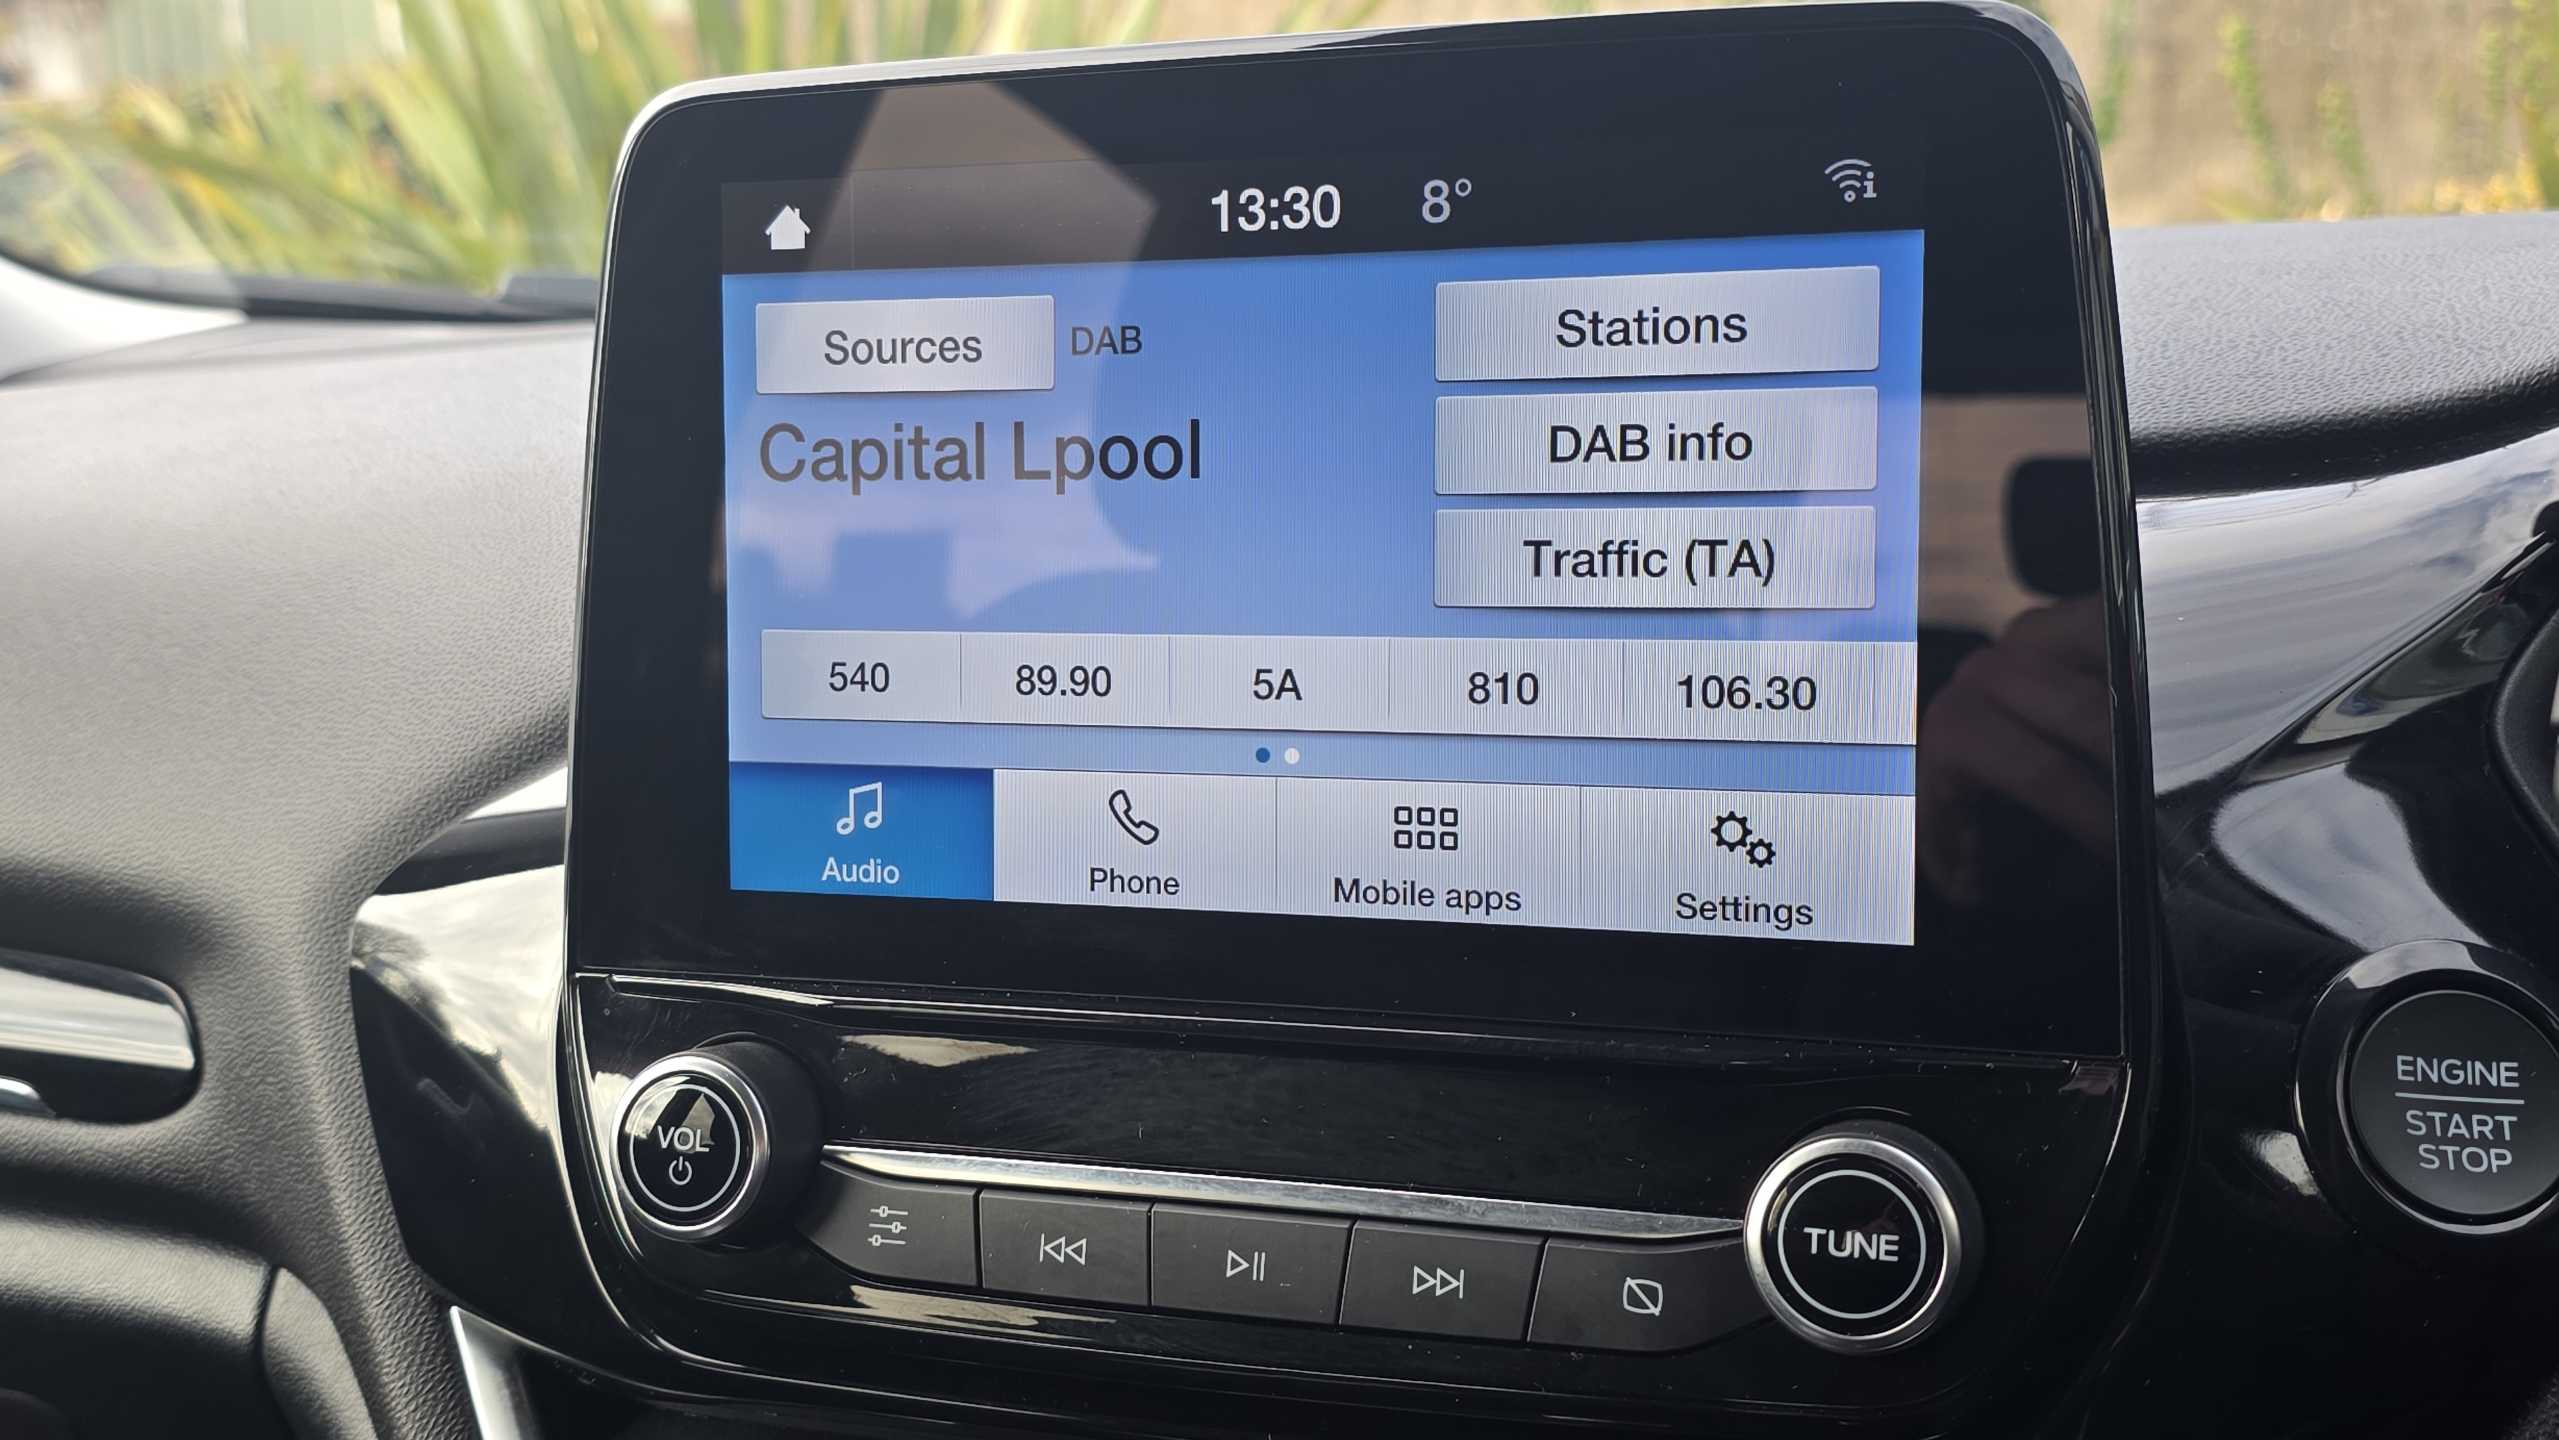 13:30 8°
Sources DAB Stations
Capital Lpool DAB info
Traffic (TA)
540 89.90 5A 810 106.30
Audio Phone Mobile apps Settings
VOL
TUNE
ENGINE
START
STOP